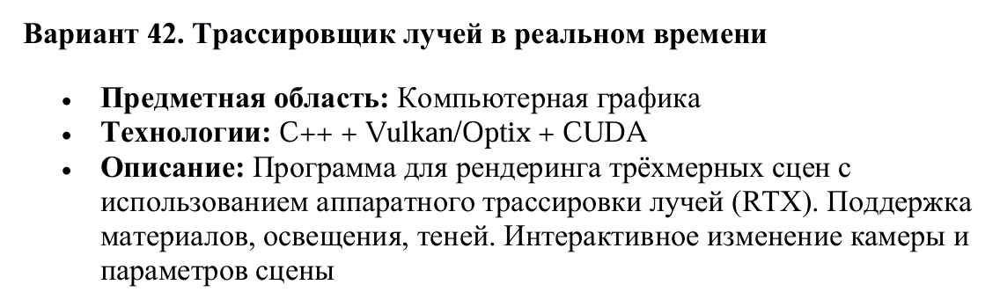 Вариант 42. Трассировщик лучей в реальном времени
• Предметная область: Компьютерная графика
• Технологии: C++ + Vulkan/Optix + CUDA
• Описание: Программа для рендеринга трёхмерных сцен с
использованием аппаратного трассировки лучей (RTX). Поддержка
материалов, освещения, теней. Интерактивное изменение камеры и
параметров сцены